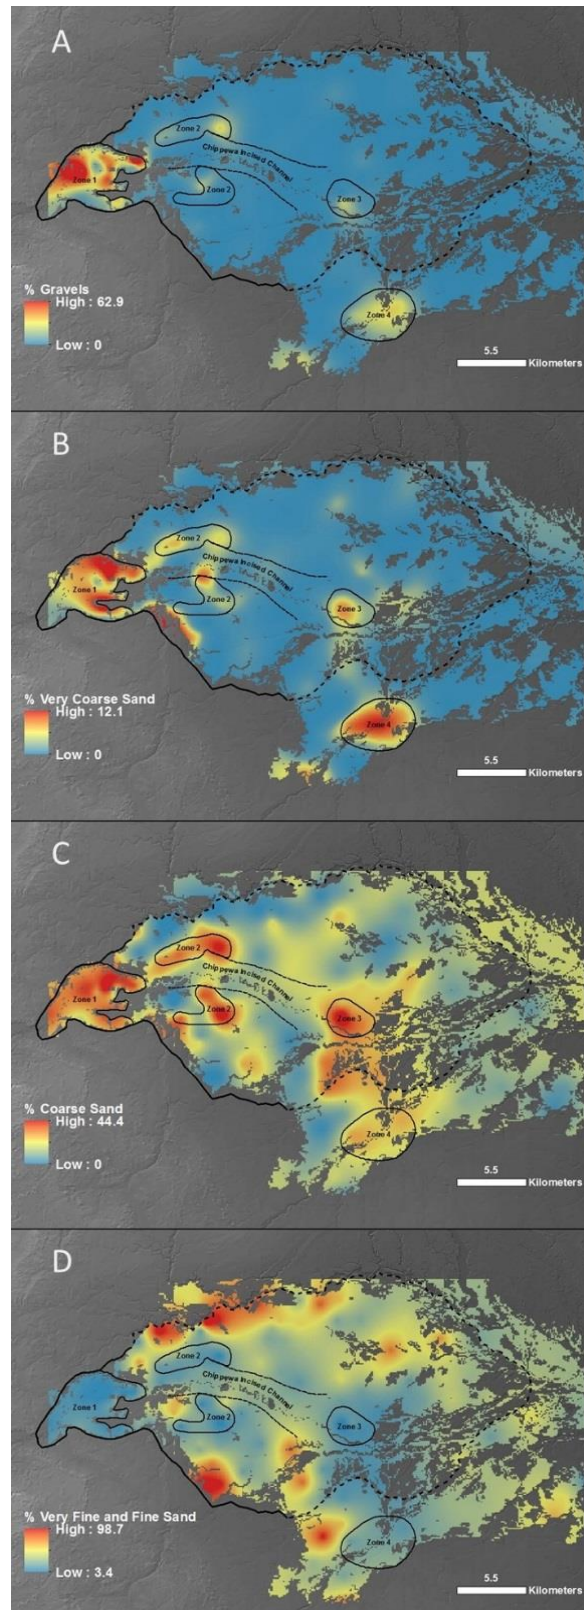 A
Zone 2
Chippewa Incised Channel
Zone 1
Zone 2
Zone 3
% Gravels
High : 62.9
Low : 0
Zone 4
5.5
Kilometers
B
Zone 2
Chippewa Incised Channel
Zone 1
Zone 2
Zone 3
% Very Coarse Sand
High : 12.1
Low : 0
Zone 4
5.5
Kilometers
C
Zone 2
Chippewa Incised Channel
Zone 1
Zone 2
Zone 3
% Coarse Sand
High : 44.4
Low : 0
Zone 4
5.5
Kilometers
D
Zone 2
Chippewa Incised Channel
Zone 1
Zone 2
Zone 3
% Very Fine and Fine Sand
High : 98.7
Low : 3.4
Zone 4
5.5
Kilometers